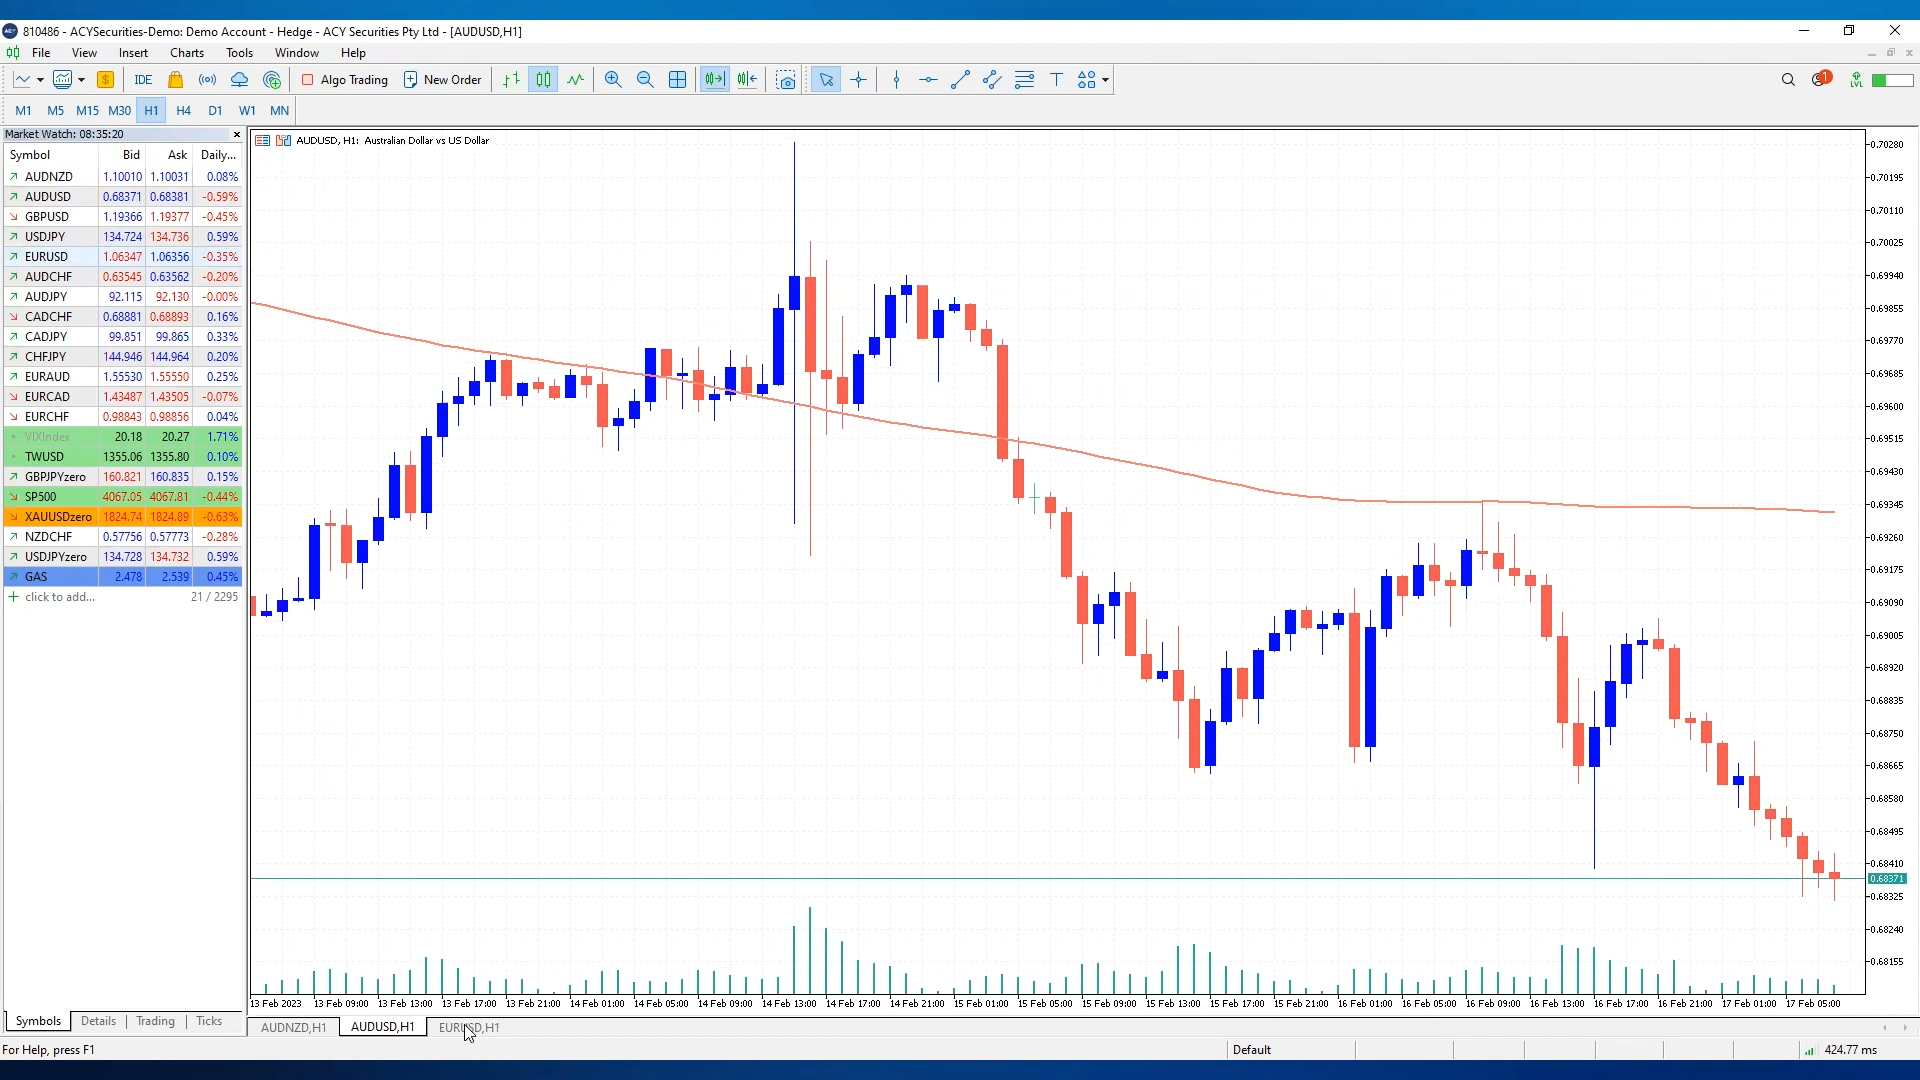 810486 - ACYSecurities-Demo: Demo Account - Hedge - ACY Securities Pty Ltd - [AUDUSD,H1]
File View Insert Charts Tools Window Help
IDE Algo Trading New Order 1 LVL
M1 M5 M15 M30 H1 H4 D1 W1 MN
Market Watch: 08:35:20
Symbol Bid Ask Daily...
AUDNZD 1.10010 1.10031 0.08%
AUDUSD 0.68371 0.68381 -0.59%
GBPUSD 1.19366 1.19377 -0.45%
USDJPY 134.724 134.736 0.59%
EURUSD 1.06347 1.06356 -0.35%
AUDCHF 0.63545 0.63562 -0.20%
AUDJPY 92.115 92.130 -0.00%
CADCHF 0.68881 0.68893 0.16%
CADJPY 99.851 99.865 0.33%
CHFJPY 144.946 144.964 0.20%
EURAUD 1.55530 1.55550 0.25%
EURCAD 1.43487 1.43505 -0.07%
EURCHF 0.98843 0.98856 0.04%
VIXIndex 20.18 20.27 1.71%
TWUSD 1355.06 1355.80 0.10%
GBPJPYzero 160.821 160.835 0.15%
SP500 4067.05 4067.81 -0.44%
XAUUSDzero 1824.74 1824.89 -0.63%
NZDCHF 0.57756 0.57773 -0.28%
USDJPYzero 134.728 134.732 0.59%
GAS 2.478 2.539 0.45%
click to add... 21 / 2295
Symbols Details Trading Ticks
AUDUSD, H1: Australian Dollar vs US Dollar
0.70280
0.70195
0.70110
0.70025
0.69940
0.69855
0.69770
0.69685
0.69600
0.69515
0.69430
0.69345
0.69260
0.69175
0.69090
0.69005
0.68920
0.68835
0.68750
0.68665
0.68580
0.68495
0.68410
0.68371
0.68325
0.68240
0.68155
13 Feb 2023 13 Feb 09:00 13 Feb 13:00 13 Feb 17:00 13 Feb 21:00 14 Feb 01:00 14 Feb 05:00 14 Feb 09:00 14 Feb 13:00 14 Feb 17:00 14 Feb 21:00 15 Feb 01:00 15 Feb 05:00 15 Feb 09:00 15 Feb 13:00 15 Feb 17:00 15 Feb 21:00 16 Feb 01:00 16 Feb 05:00 16 Feb 09:00 16 Feb 13:00 16 Feb 17:00 16 Feb 21:00 17 Feb 01:00 17 Feb 05:00
AUDNZD,H1 AUDUSD,H1 EURUSD,H1
For Help, press F1 Default 424.77 ms